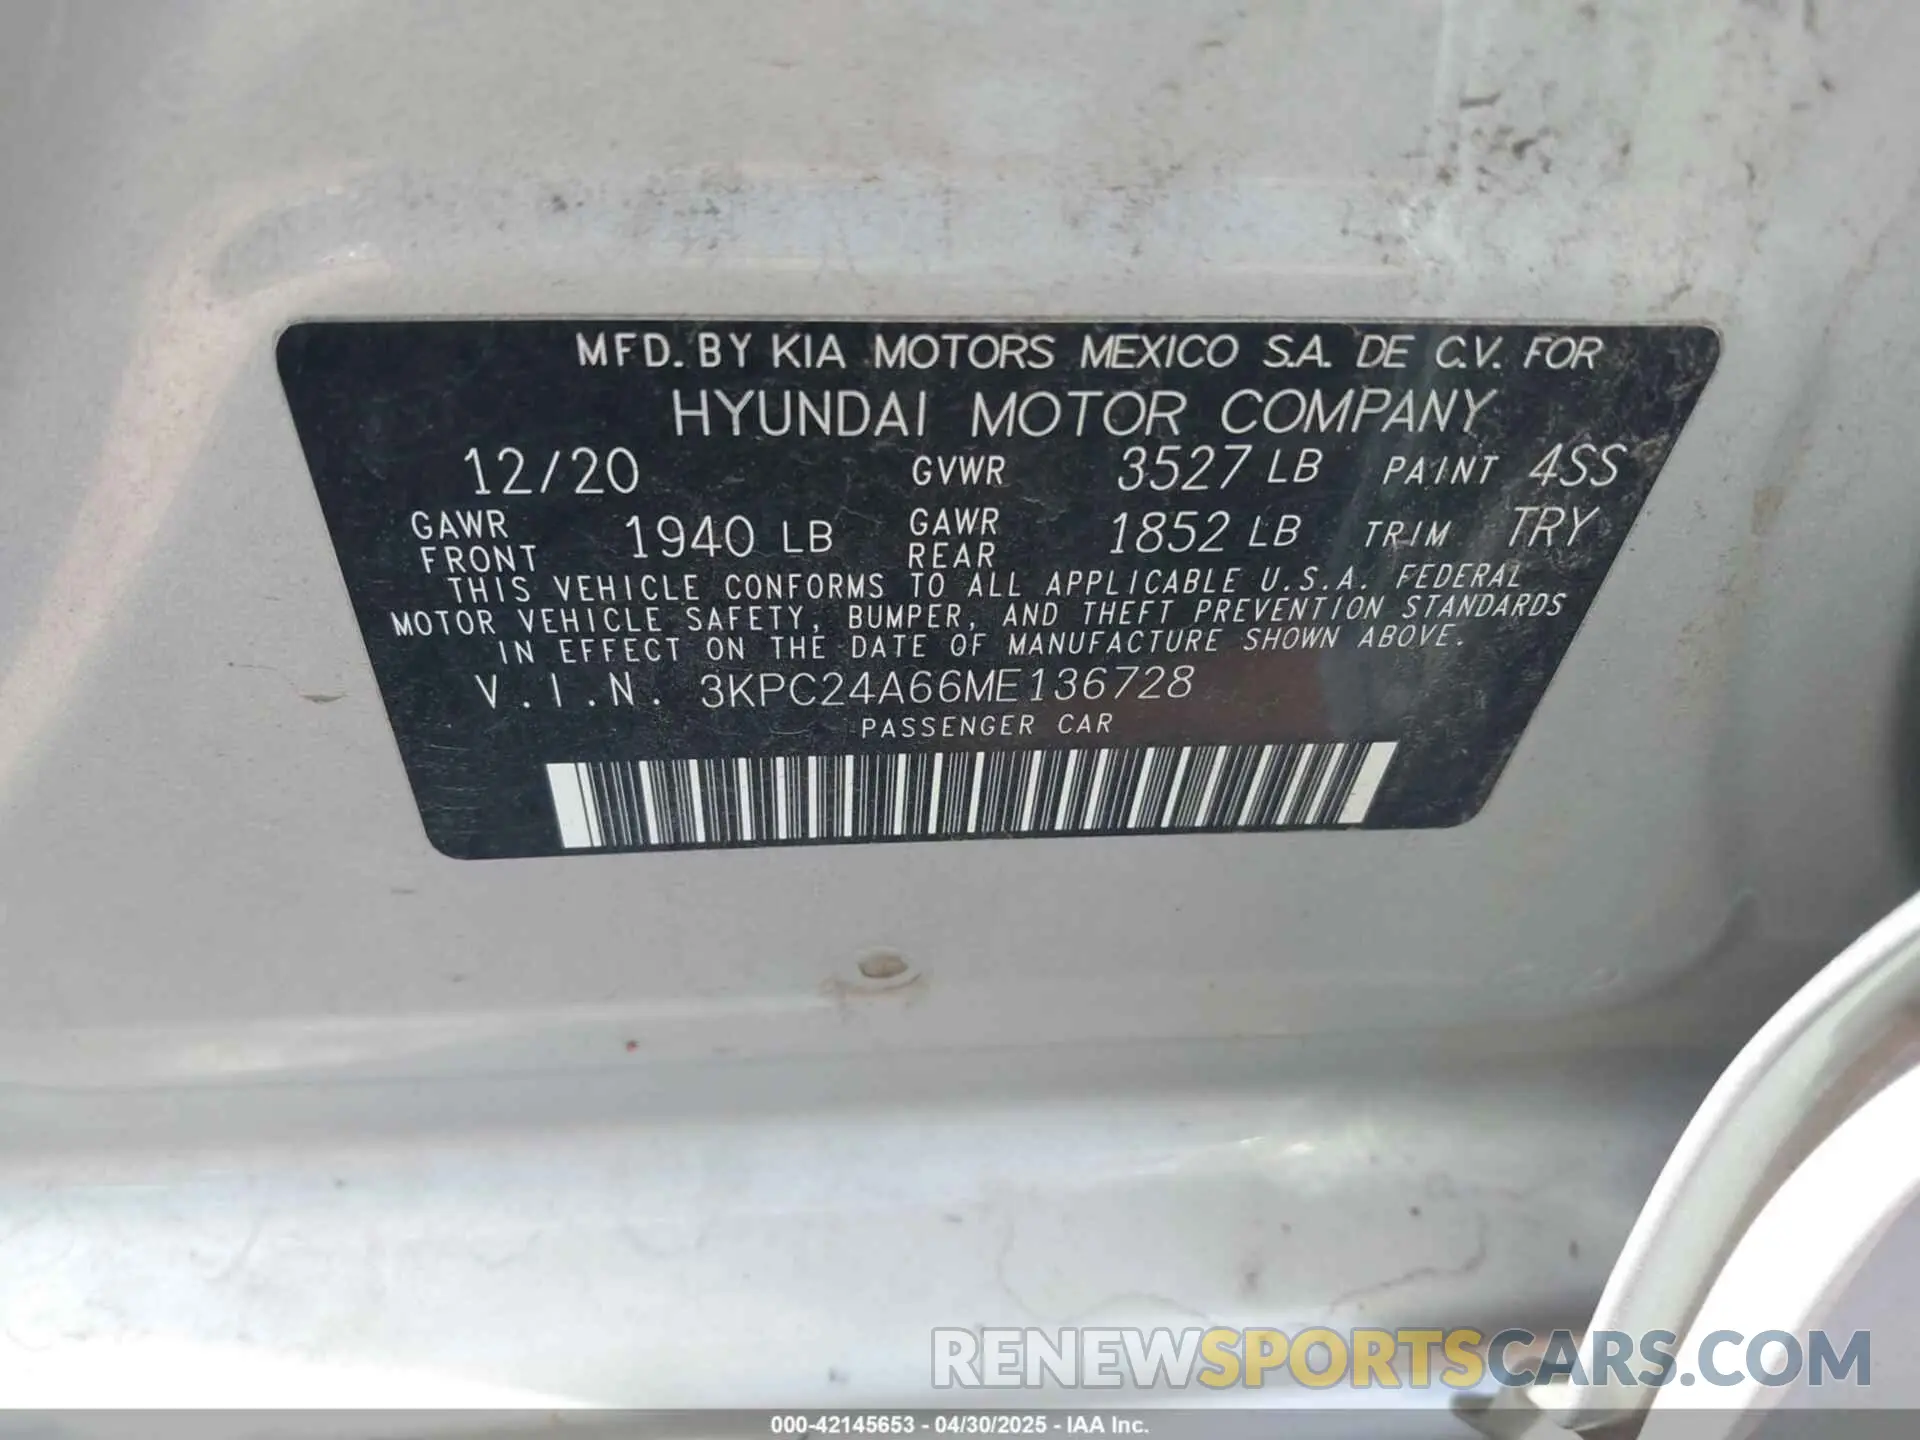 MFD. BY KIA MOTORS MEXICO S.A. DE C.V. FOR
HYUNDAI MOTOR COMPANY
12/20 GVWR 3527 LB PAINT 4SS
GAWR FRONT 1940 LB GAWR REAR 1852 LB TRIM TRY
THIS VEHICLE CONFORMS TO ALL APPLICABLE U.S.A. FEDERAL
MOTOR VEHICLE SAFETY, BUMPER, AND THEFT PREVENTION STANDARDS
IN EFFECT ON THE DATE OF MANUFACTURE SHOWN ABOVE.
V.I.N. 3KPC24A66ME136728
PASSENGER CAR
RENEWSPORTSCARS.COM
000-42145653 - 04/30/2025 - IAA Inc.